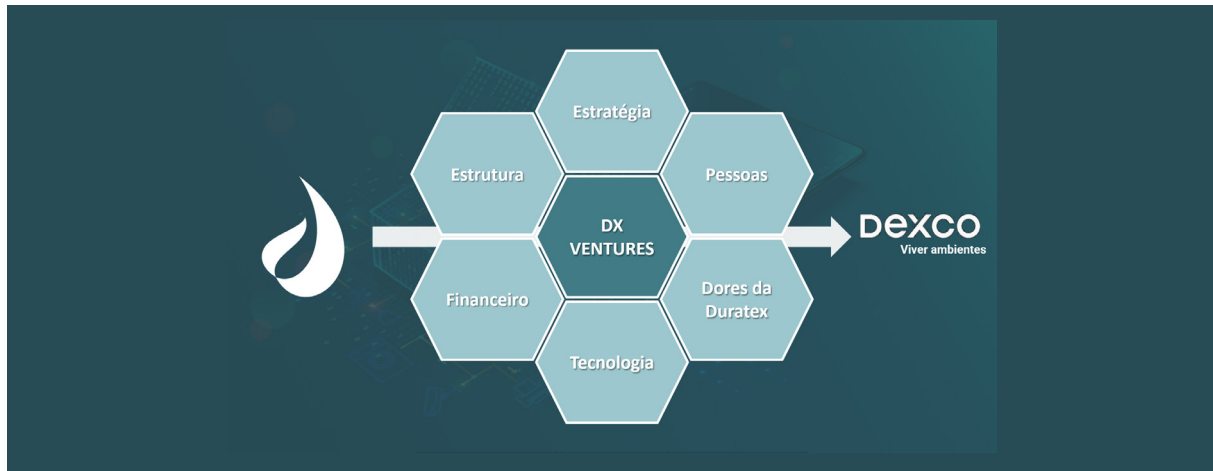 Estratégia
Estrutura
Pessoas
DX
VENTURES
Dexco
Viver ambientes
Financeiro
Dores da
Duratex
Tecnologia